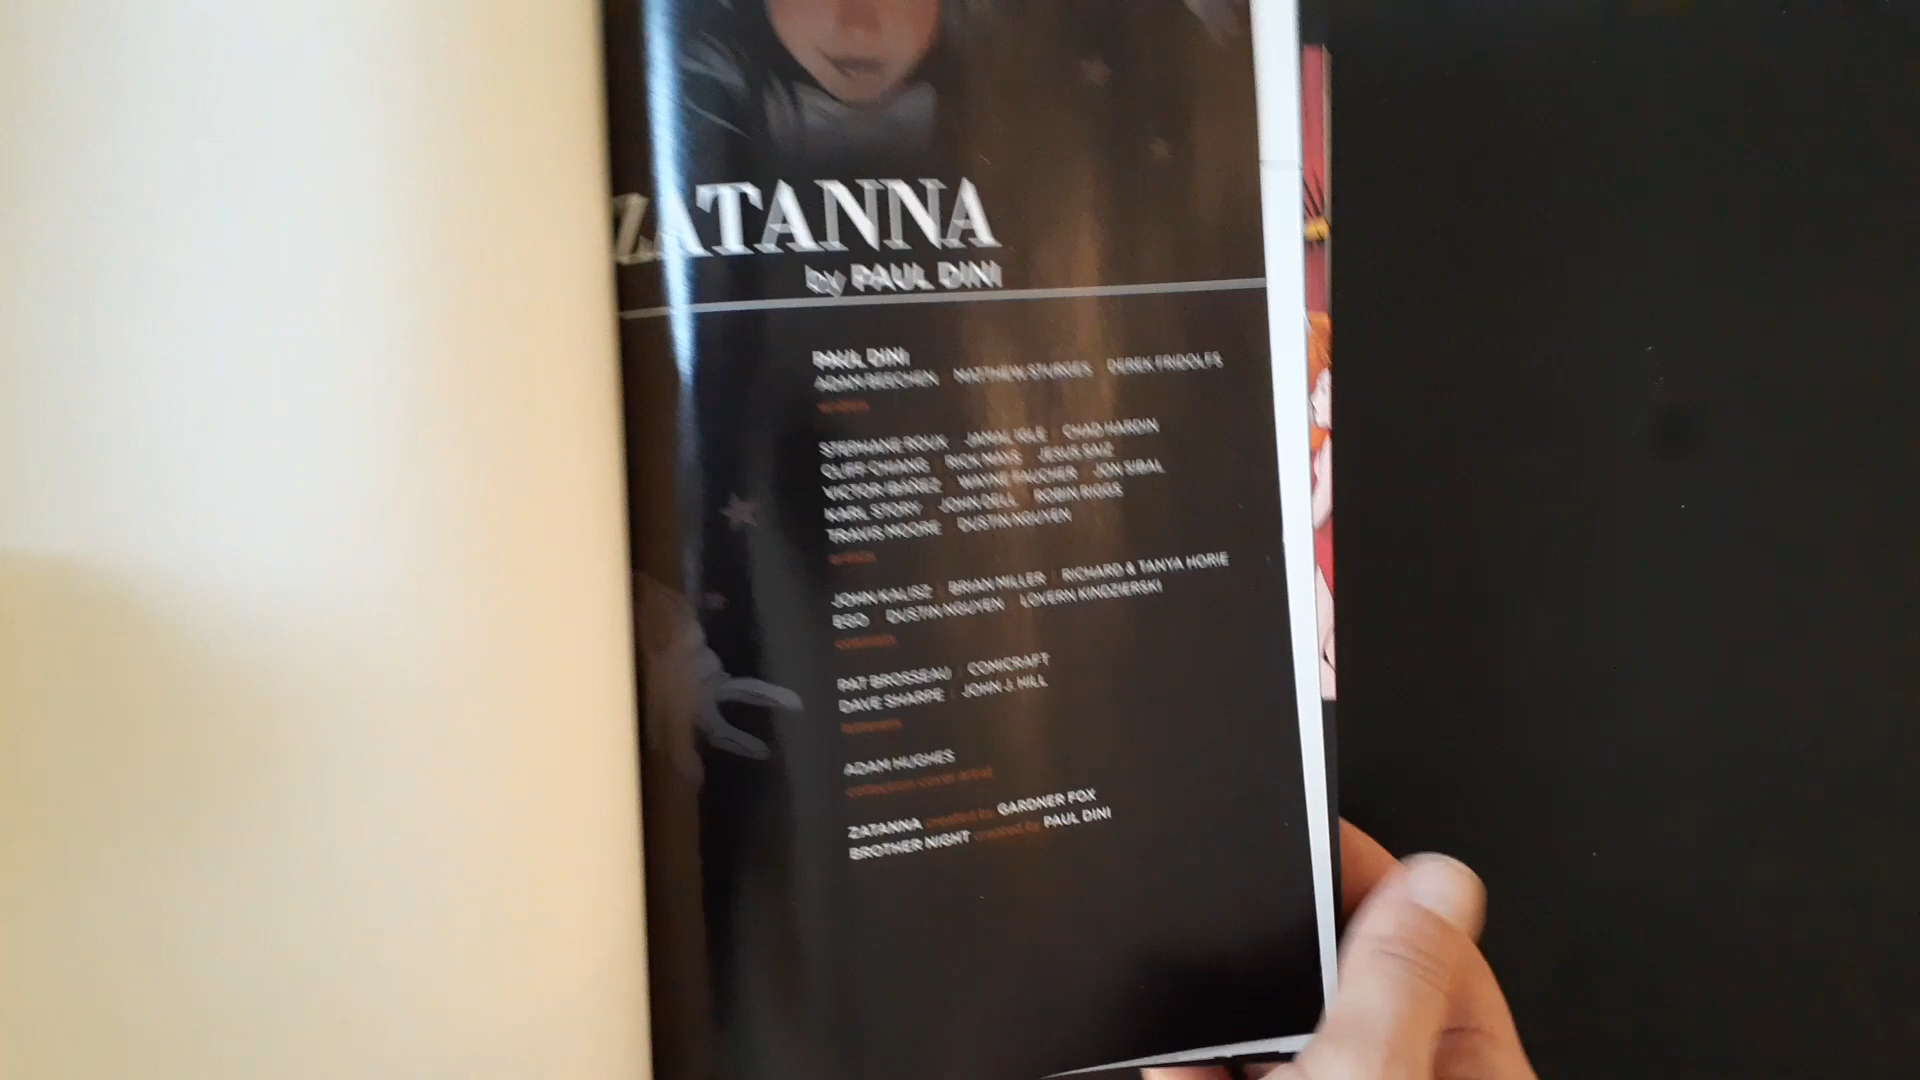 ZATANNA
by PAUL DINI
PAUL DINI
ADAM BEECHEN MATTHEW STURGES DEREK FRIDOLFS
writers
STEPHANE ROUX JAMAL IGLE CHAD HARDIN
CLIFF CHIANG RICK MAYS JESUS SAIZ
VICTOR IBAÑEZ WAYNE FAUCHER JON SIBAL
KARL STORY JOHN DELL ROBIN RIGGS
TRAVIS MOORE DUSTIN NGUYEN
artists
JOHN KALISZ BRIAN MILLER RICHARD & TANYA HORIE
EGO DUSTIN NGUYEN LOVERN KINDZIERSKI
colorists
PAT BROSSEAU COMICRAFT
DAVE SHARPE JOHN J. HILL
letterers
ADAM HUGHES
collection cover artist
ZATANNA created by GARDNER FOX
BROTHER NIGHT created by PAUL DINI